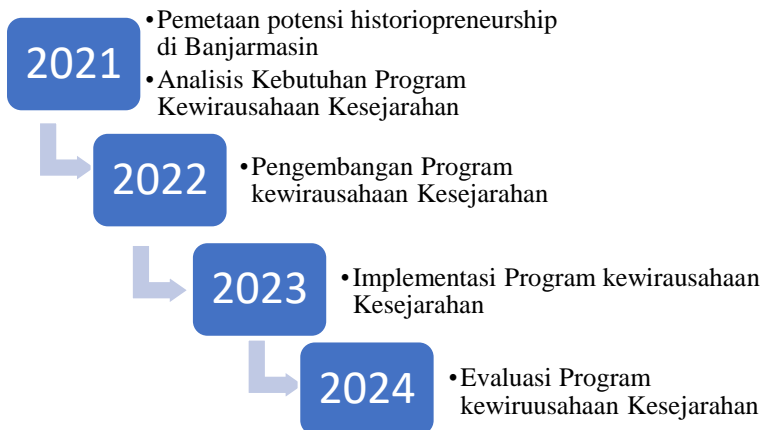 2021
•Pemetaan potensi historiopreneurship
di Banjarmasin
•Analisis Kebutuhan Program
Kewirausahaan Kesejarahan
2022
•Pengembangan Program
kewirausahaan Kesejarahan
2023
•Implementasi Program kewirausahaan
Kesejarahan
2024
•Evaluasi Program
kewiruusahaan Kesejarahan